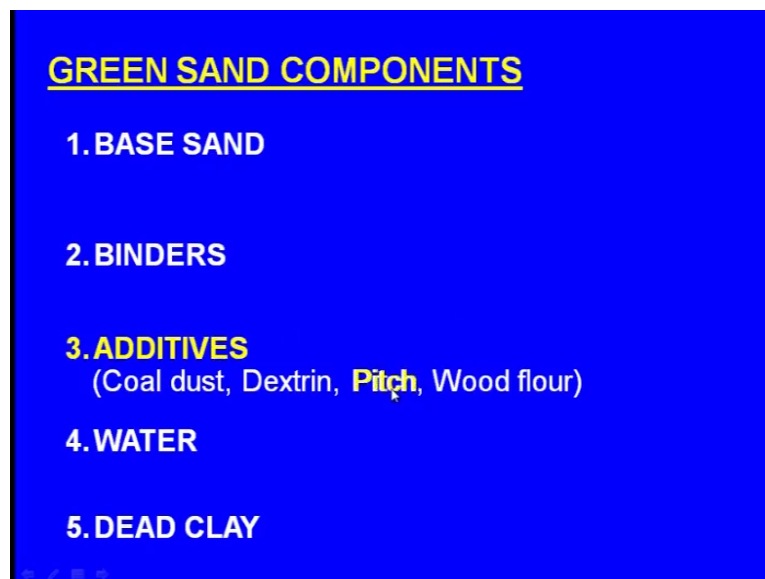 GREEN SAND COMPONENTS
1. BASE SAND
2. BINDERS
3. ADDITIVES
(Coal dust, Dextrin, Pitch, Wood flour)
4. WATER
5. DEAD CLAY